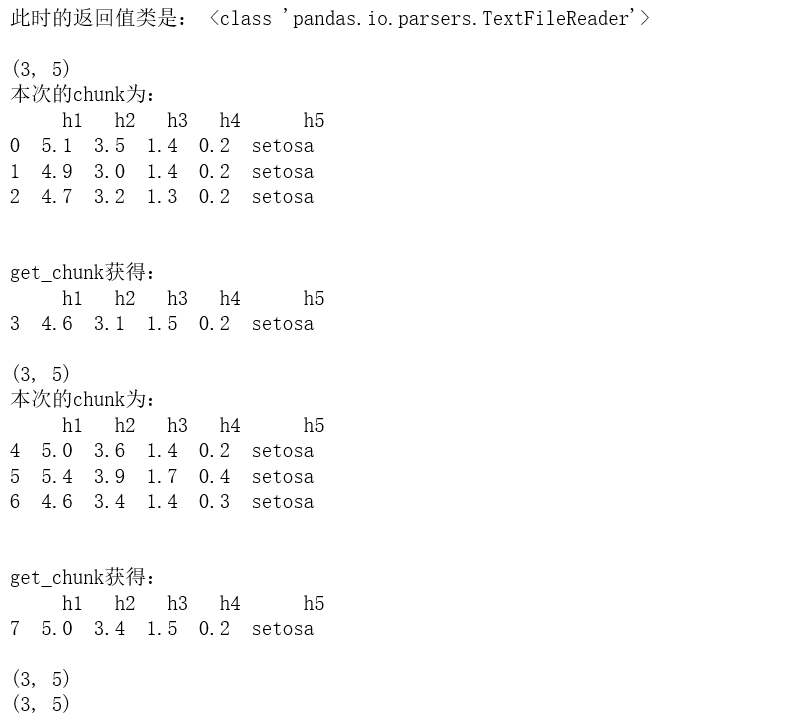 此时的返回值类是： <class 'pandas.io.parsers.TextFileReader'>
(3, 5)
本次的chunk为：
h1 h2 h3 h4 h5
0 5.1 3.5 1.4 0.2 setosa
1 4.9 3.0 1.4 0.2 setosa
2 4.7 3.2 1.3 0.2 setosa
get_chunk获得：
h1 h2 h3 h4 h5
3 4.6 3.1 1.5 0.2 setosa
(3, 5)
本次的chunk为：
h1 h2 h3 h4 h5
4 5.0 3.6 1.4 0.2 setosa
5 5.4 3.9 1.7 0.4 setosa
6 4.6 3.4 1.4 0.3 setosa
get_chunk获得：
h1 h2 h3 h4 h5
7 5.0 3.4 1.5 0.2 setosa
(3, 5)
(3, 5)